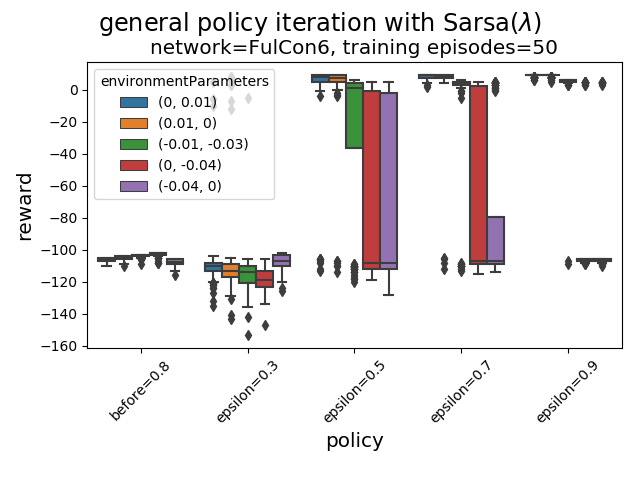 general policy iteration with Sarsa(λ)
network=FulCon6, training episodes=50
environmentParameters
(0, 0.01)
(0.01, 0)
(-0.01, -0.03)
(0, -0.04)
(-0.04, 0)
reward
0
−20
−40
−60
−80
−100
−120
−140
−160
before=0.8
epsilon=0.3
epsilon=0.5
epsilon=0.7
epsilon=0.9
policy